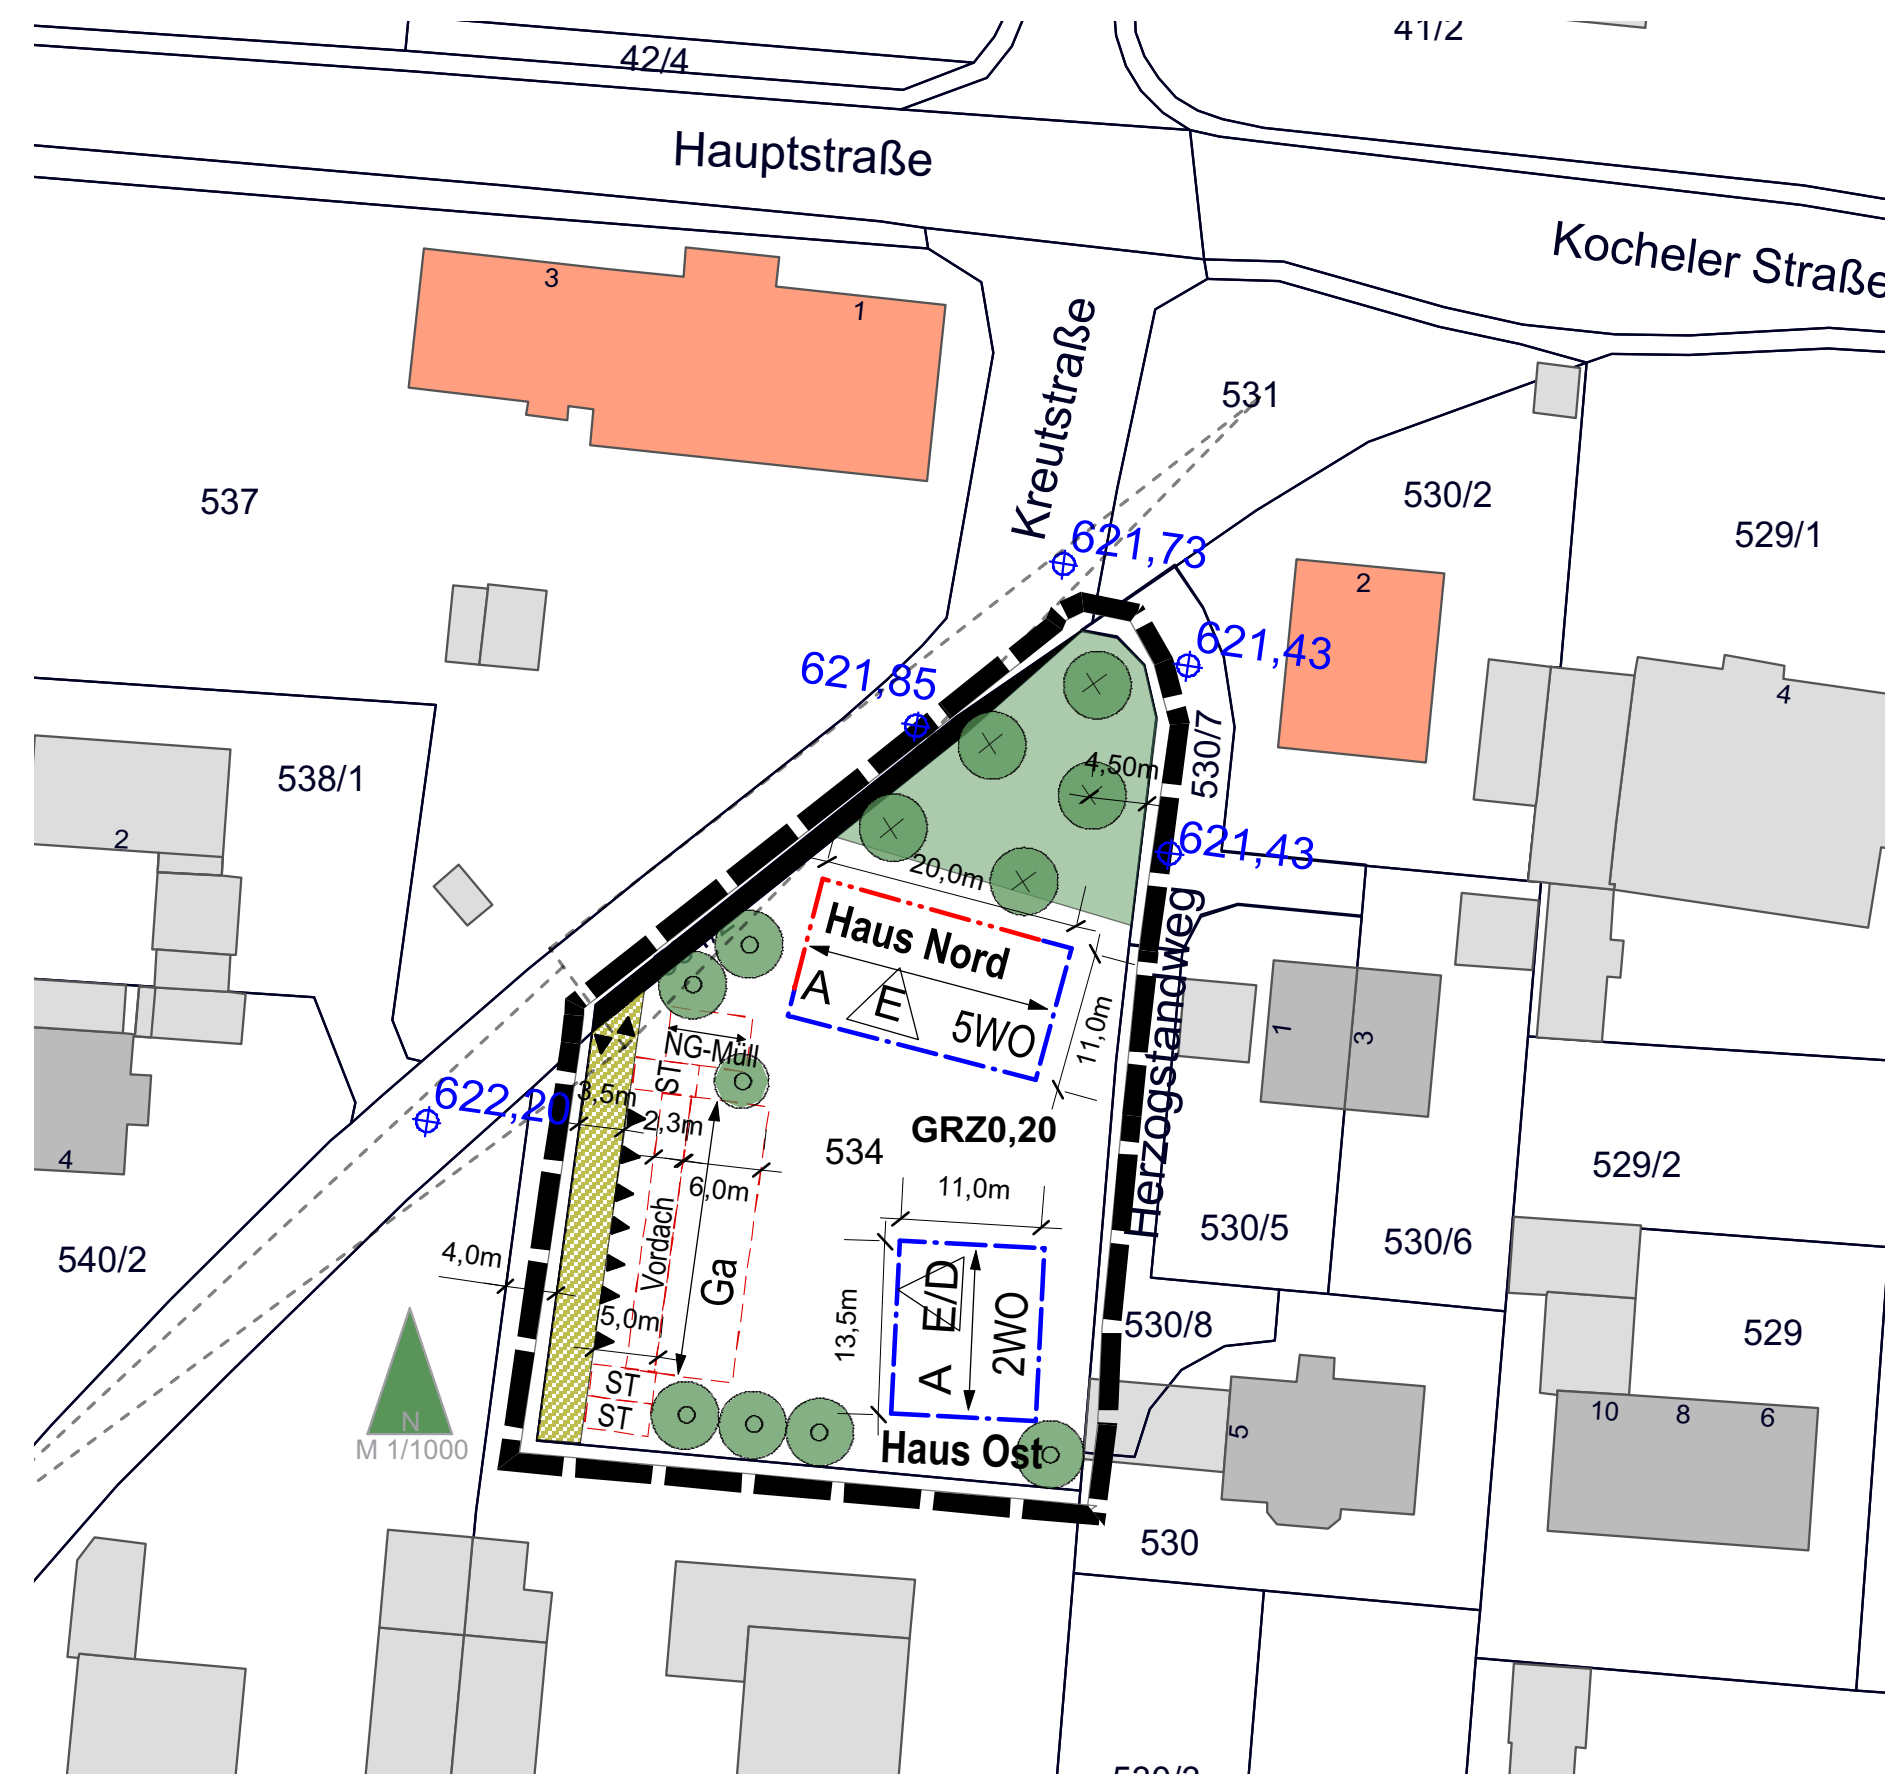 41/2
42/4
Hauptstraße
Kocheler Straße
3
1
Kreutstraße
531
537
530/2
529/1
621,73
2
621,43
621,85
4
530/7
4,50m
538/1
2
621,43
20,0m
Haus Nord
A
E
5WO
11,0m
Herzogstandweg
1
3
NG-Müll
ST
3,5m
622,20
2,3m
GRZ0,20
534
4
6,0m
11,0m
529/2
Vordach
Ga
530/5
530/6
540/2
4,0m
5,0m
13,5m
E/D
A
2WO
530/8
529
ST
ST
N
M 1/1000
Haus Ost
5
10
8
6
530